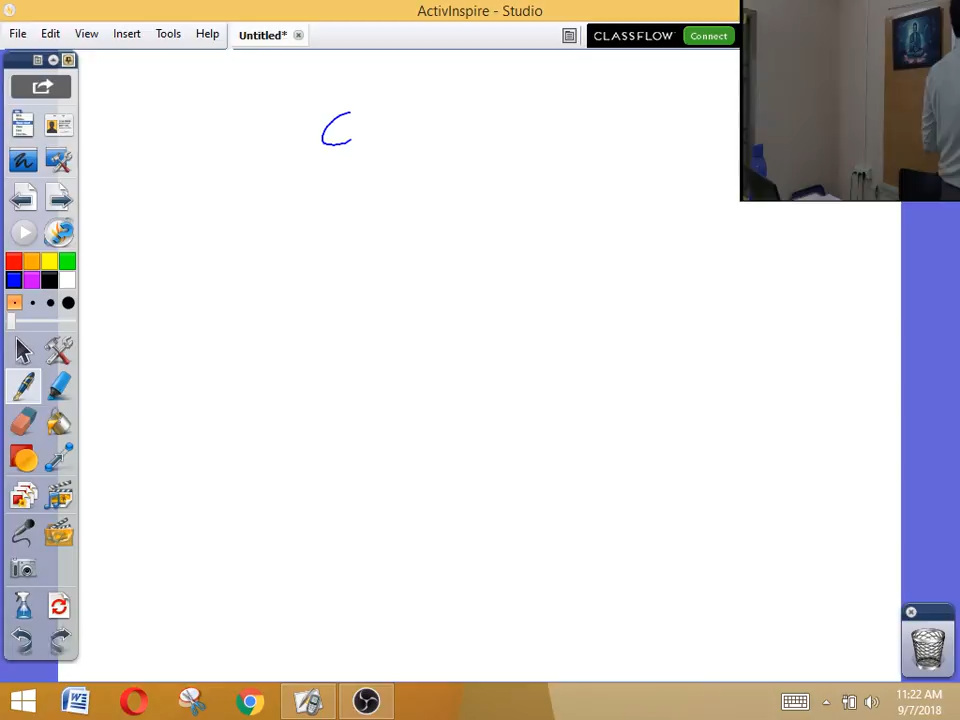 ActivInspire - Studio
File Edit View Insert Tools Help Untitled* CLASSFLOW Connect
C
11:22 AM
9/7/2018